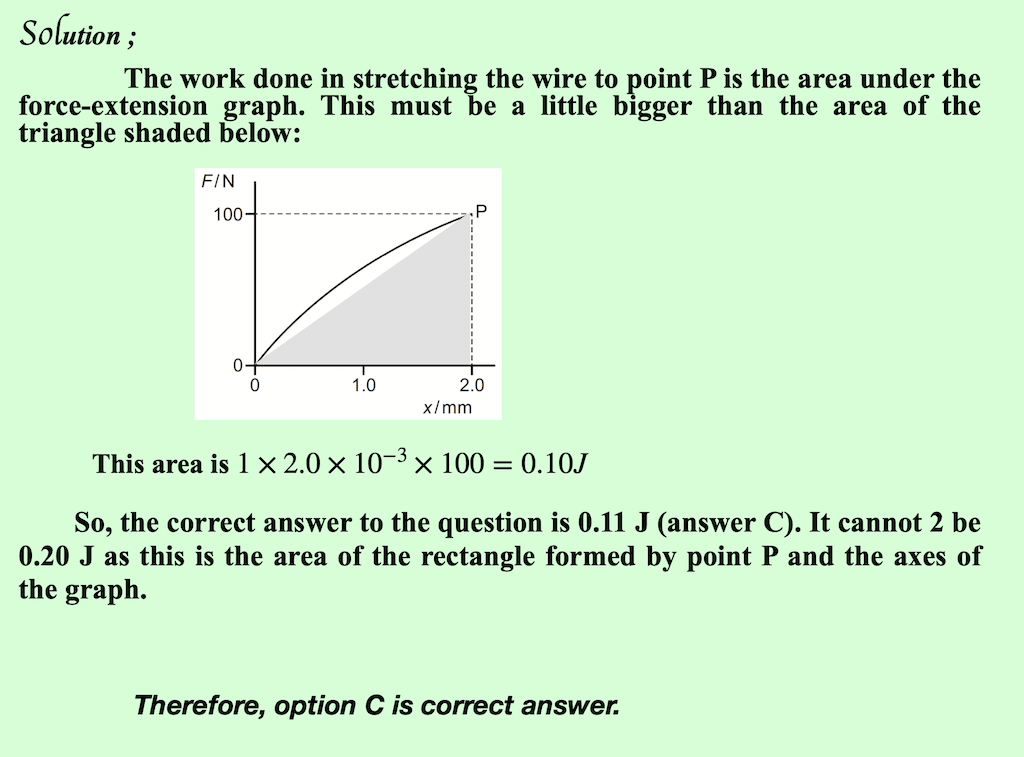 Solution ;
The work done in stretching the wire to point P is the area under the
force-extension graph. This must be a little bigger than the area of the
triangle shaded below:
F/N
100
P
0
0 1.0 2.0
x/mm
This area is 1 × 2.0 × 10⁻³ × 100 = 0.10J
So, the correct answer to the question is 0.11 J (answer C). It cannot 2 be
0.20 J as this is the area of the rectangle formed by point P and the axes of
the graph.
Therefore, option C is correct answer.